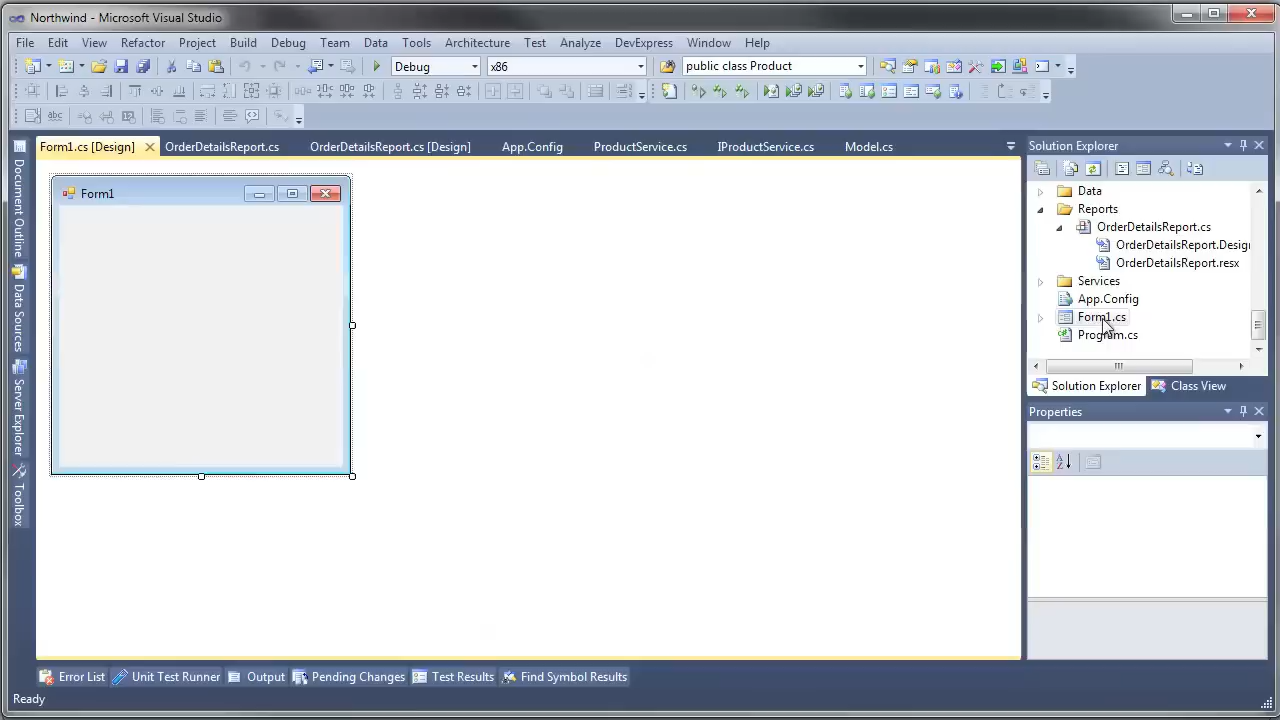 Northwind - Microsoft Visual Studio
File Edit View Refactor Project Build Debug Team Data Tools Architecture Test Analyze DevExpress Window Help
Debug x86 public class Product
Form1.cs [Design] OrderDetailsReport.cs OrderDetailsReport.cs [Design] App.Config ProductService.cs IProductService.cs Model.cs
Document Outline
Data Sources
Server Explorer
Toolbox
Form1
Solution Explorer
Data
Reports
OrderDetailsReport.cs
OrderDetailsReport.Desig
OrderDetailsReport.resx
Services
App.Config
Form1.cs
Program.cs
Solution Explorer Class View
Properties
Error List Unit Test Runner Output Pending Changes Test Results Find Symbol Results
Ready